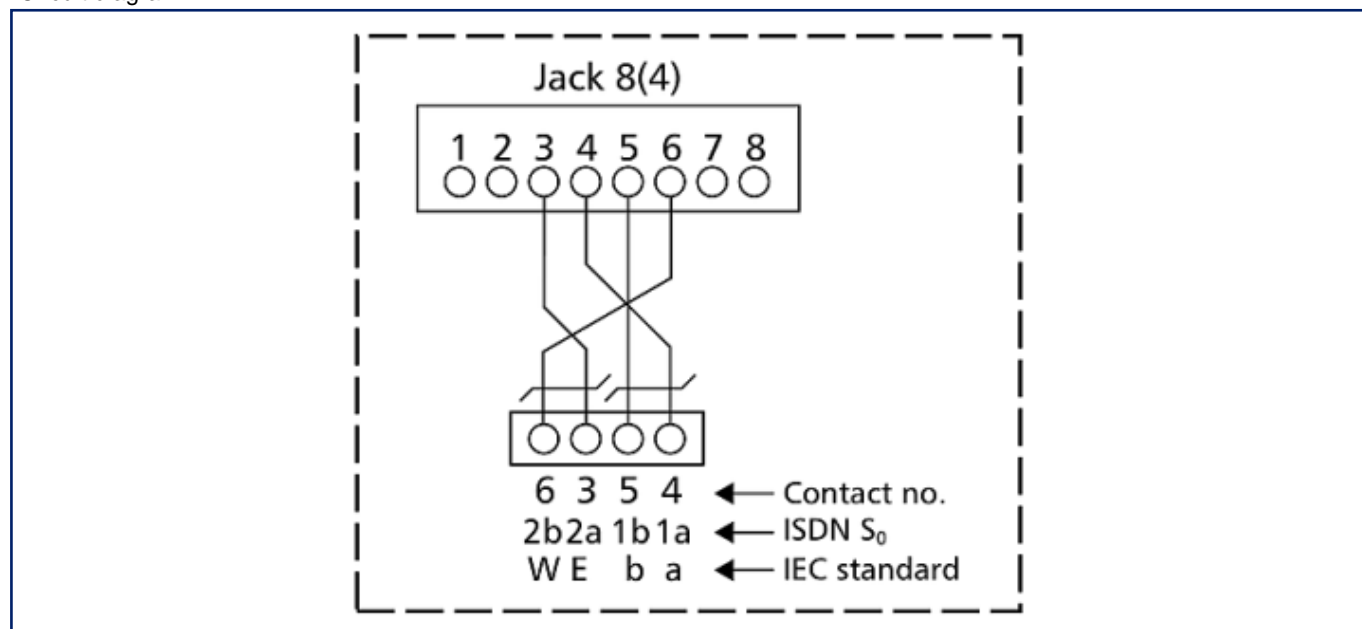 Jack 8(4)
1 2 3 4 5 6 7 8
6 3 5 4 Contact no.
2b 2a 1b 1a ISDN S₀
W E b a IEC standard